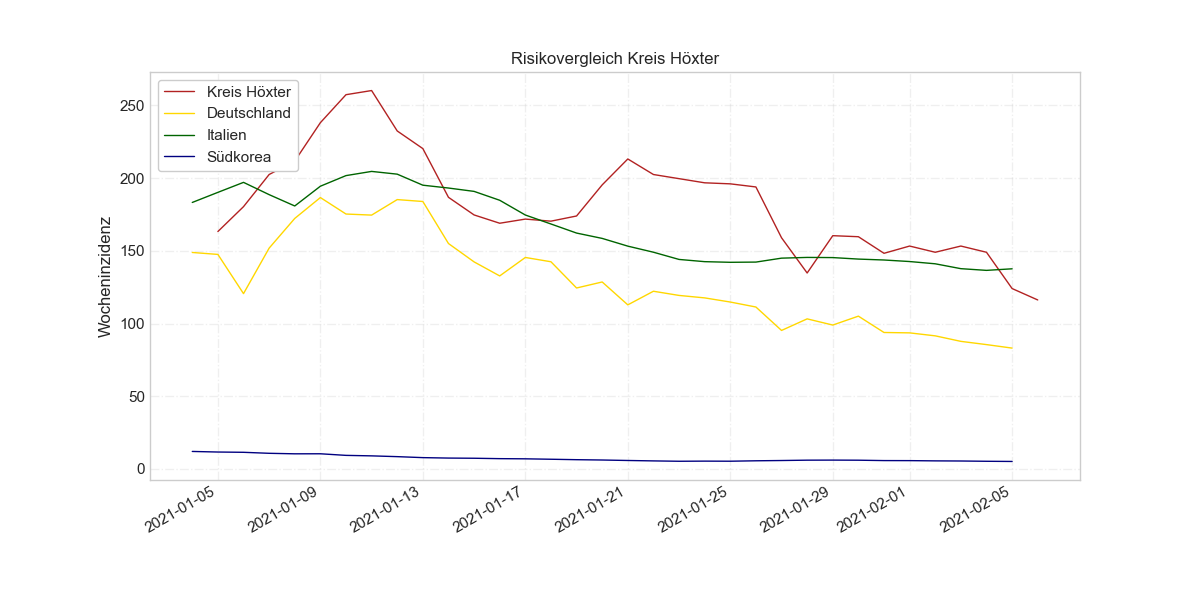 Risikovergleich Kreis Höxter
Kreis Höxter
Deutschland
Italien
Südkorea
Wocheninzidenz
250
200
150
100
50
0
2021-01-05
2021-01-09
2021-01-13
2021-01-17
2021-01-21
2021-01-25
2021-01-29
2021-02-01
2021-02-05